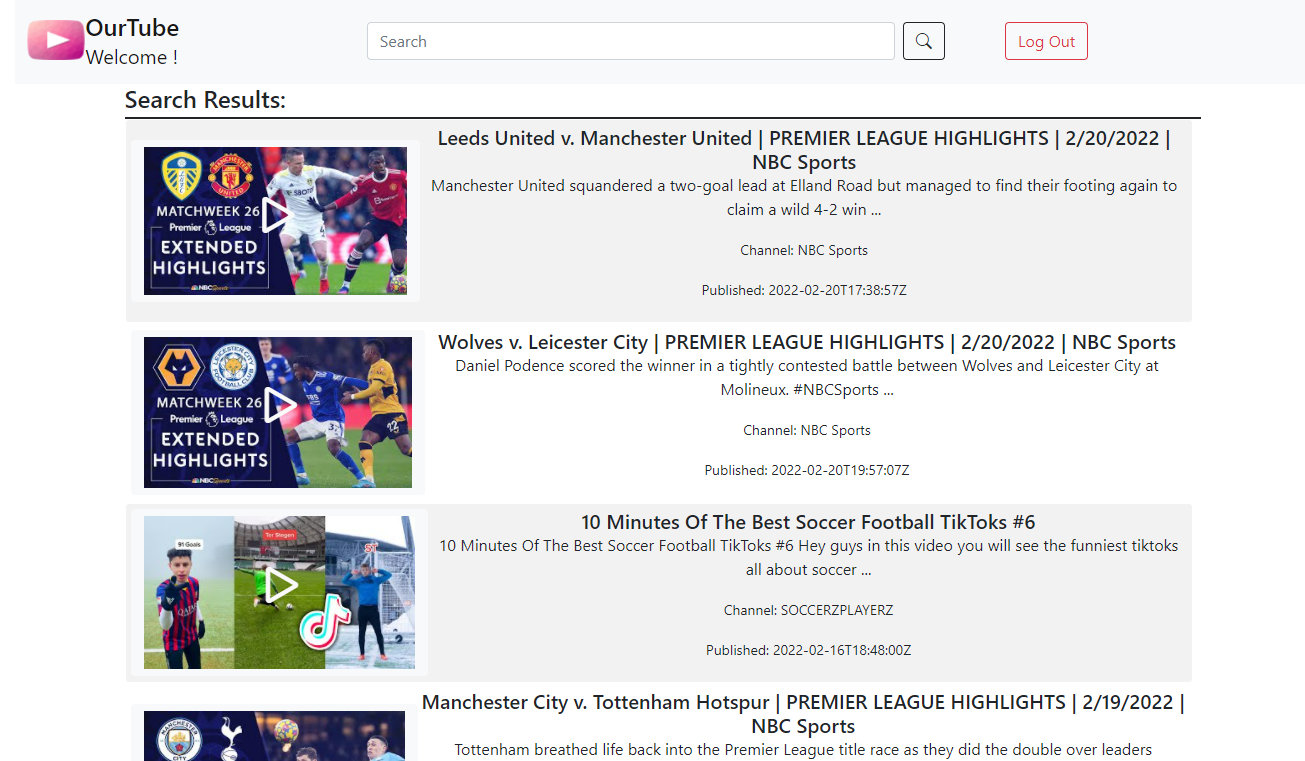 OurTube
Welcome !
Search
Log Out
Search Results:
Leeds United v. Manchester United | PREMIER LEAGUE HIGHLIGHTS | 2/20/2022 |
NBC Sports
Manchester United squandered a two-goal lead at Elland Road but managed to find their footing again to
claim a wild 4-2 win ...
Channel: NBC Sports
Published: 2022-02-20T17:38:57Z
MATCHWEEK 26
Premier League
EXTENDED
HIGHLIGHTS
NBC Sports
Wolves v. Leicester City | PREMIER LEAGUE HIGHLIGHTS | 2/20/2022 | NBC Sports
Daniel Podence scored the winner in a tightly contested battle between Wolves and Leicester City at
Molineux. #NBCSports ...
Channel: NBC Sports
Published: 2022-02-20T19:57:07Z
MATCHWEEK 26
Premier League
EXTENDED
HIGHLIGHTS
NBC Sports
10 Minutes Of The Best Soccer Football TikToks #6
10 Minutes Of The Best Soccer Football TikToks #6 Hey guys in this video you will see the funniest tiktoks
all about soccer ...
Channel: SOCCERZPLAYERZ
Published: 2022-02-16T18:48:00Z
91 Goals
Ter Stegen
Manchester City v. Tottenham Hotspur | PREMIER LEAGUE HIGHLIGHTS | 2/19/2022 |
NBC Sports
Tottenham breathed life back into the Premier League title race as they did the double over leaders